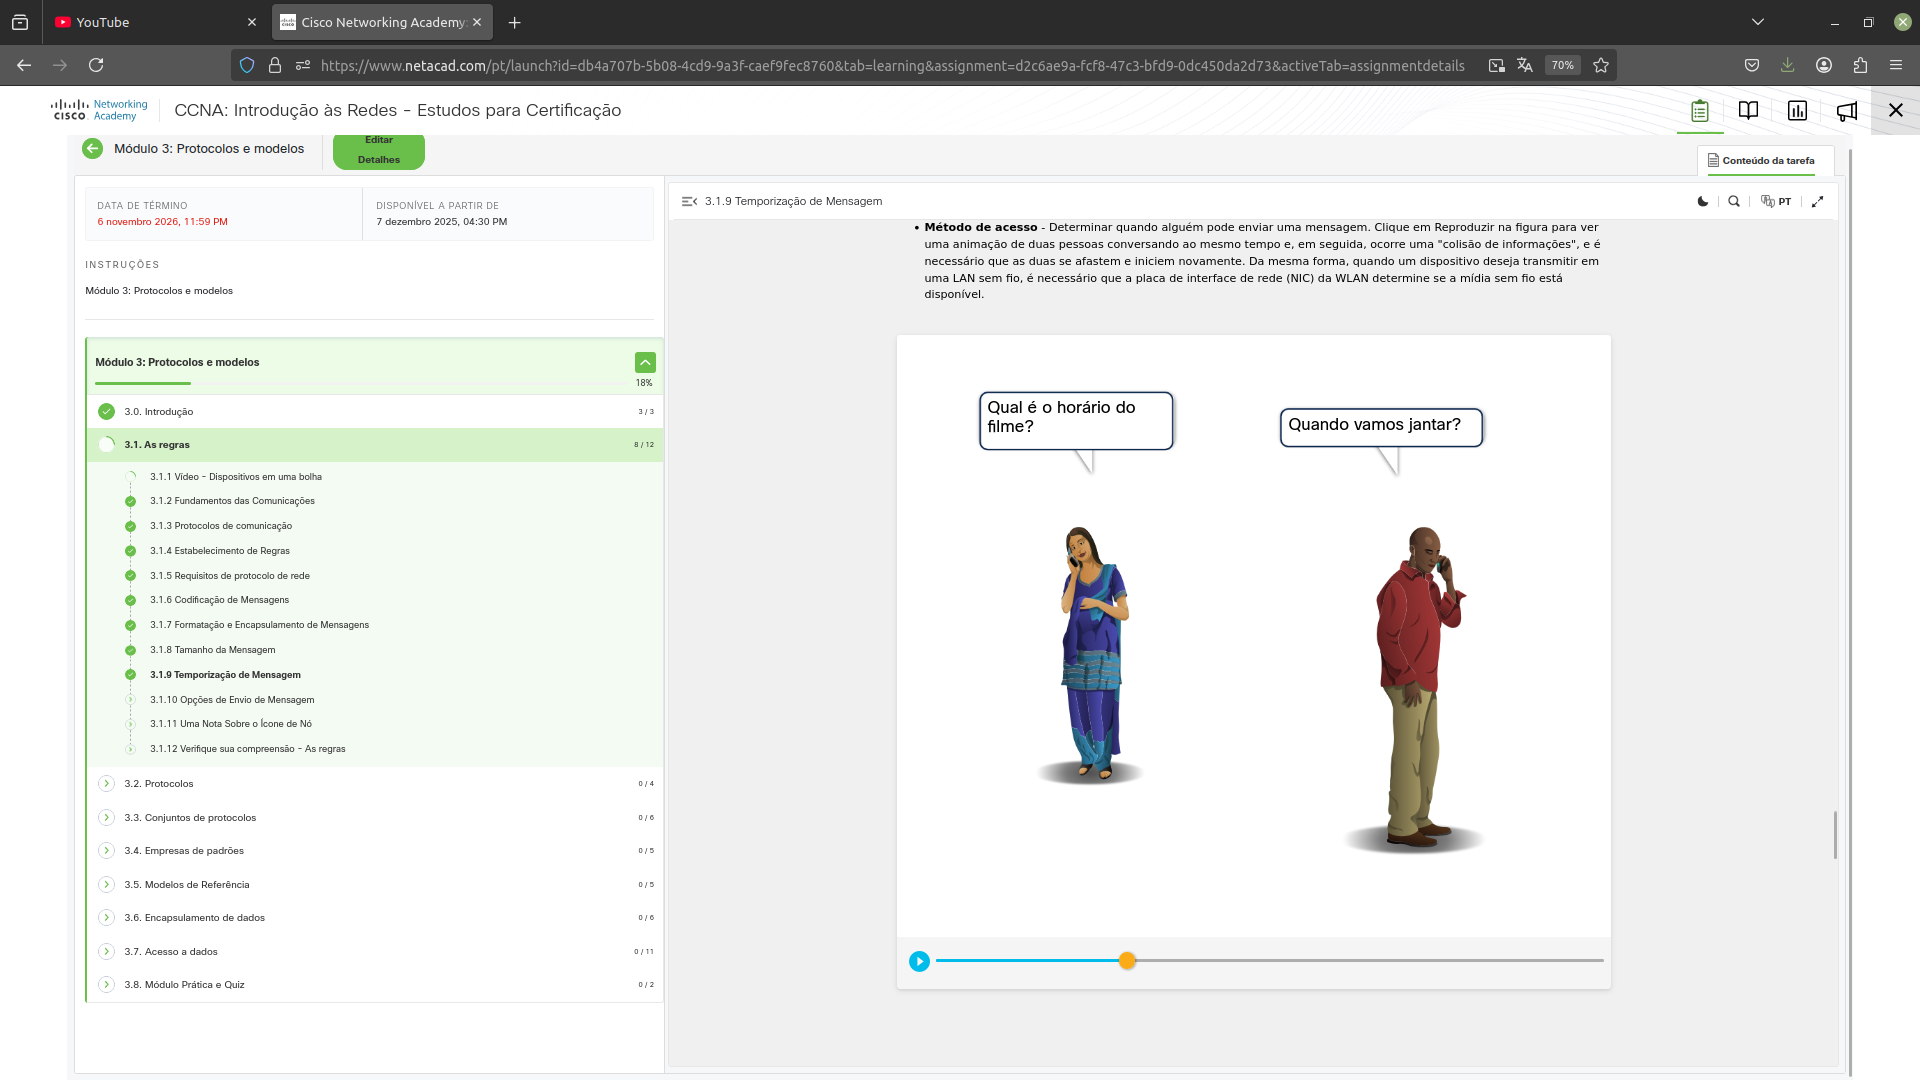 YouTube
Cisco Networking Academy
https://www.netacad.com/pt/launch?id=db4a707b-5b08-4cd9-9a3f-caef9fec8760&tab=learning&assignment=d2c6ae9a-fcf8-47c3-bfd9-0dc450da2d73&activeTab=assignmentdetails
70%
CISCO Networking Academy
CCNA: Introdução às Redes - Estudos para Certificação
Módulo 3: Protocolos e modelos
Editar
Detalhes
Conteúdo da tarefa
DATA DE TÉRMINO
6 novembro 2026, 11:59 PM
DISPONÍVEL A PARTIR DE
7 dezembro 2025, 04:30 PM
INSTRUÇÕES
Módulo 3: Protocolos e modelos
Módulo 3: Protocolos e modelos
18%
3.0. Introdução 3 / 3
3.1. As regras 8 / 12
3.1.1 Vídeo - Dispositivos em uma bolha
3.1.2 Fundamentos das Comunicações
3.1.3 Protocolos de comunicação
3.1.4 Estabelecimento de Regras
3.1.5 Requisitos de protocolo de rede
3.1.6 Codificação de Mensagens
3.1.7 Formatação e Encapsulamento de Mensagens
3.1.8 Tamanho da Mensagem
3.1.9 Temporização de Mensagem
3.1.10 Opções de Envio de Mensagem
3.1.11 Uma Nota Sobre o Ícone de Nó
3.1.12 Verifique sua compreensão - As regras
3.2. Protocolos 0 / 4
3.3. Conjuntos de protocolos 0 / 6
3.4. Empresas de padrões 0 / 5
3.5. Modelos de Referência 0 / 5
3.6. Encapsulamento de dados 0 / 6
3.7. Acesso a dados 0 / 11
3.8. Módulo Prática e Quiz 0 / 2
3.1.9 Temporização de Mensagem
PT
• Método de acesso - Determinar quando alguém pode enviar uma mensagem. Clique em Reproduzir na figura para ver
uma animação de duas pessoas conversando ao mesmo tempo e, em seguida, ocorre uma "colisão de informações", e é
necessário que as duas se afastem e iniciem novamente. Da mesma forma, quando um dispositivo deseja transmitir em
uma LAN sem fio, é necessário que a placa de interface de rede (NIC) da WLAN determine se a mídia sem fio está
disponível.
Qual é o horário do
filme?
Quando vamos jantar?